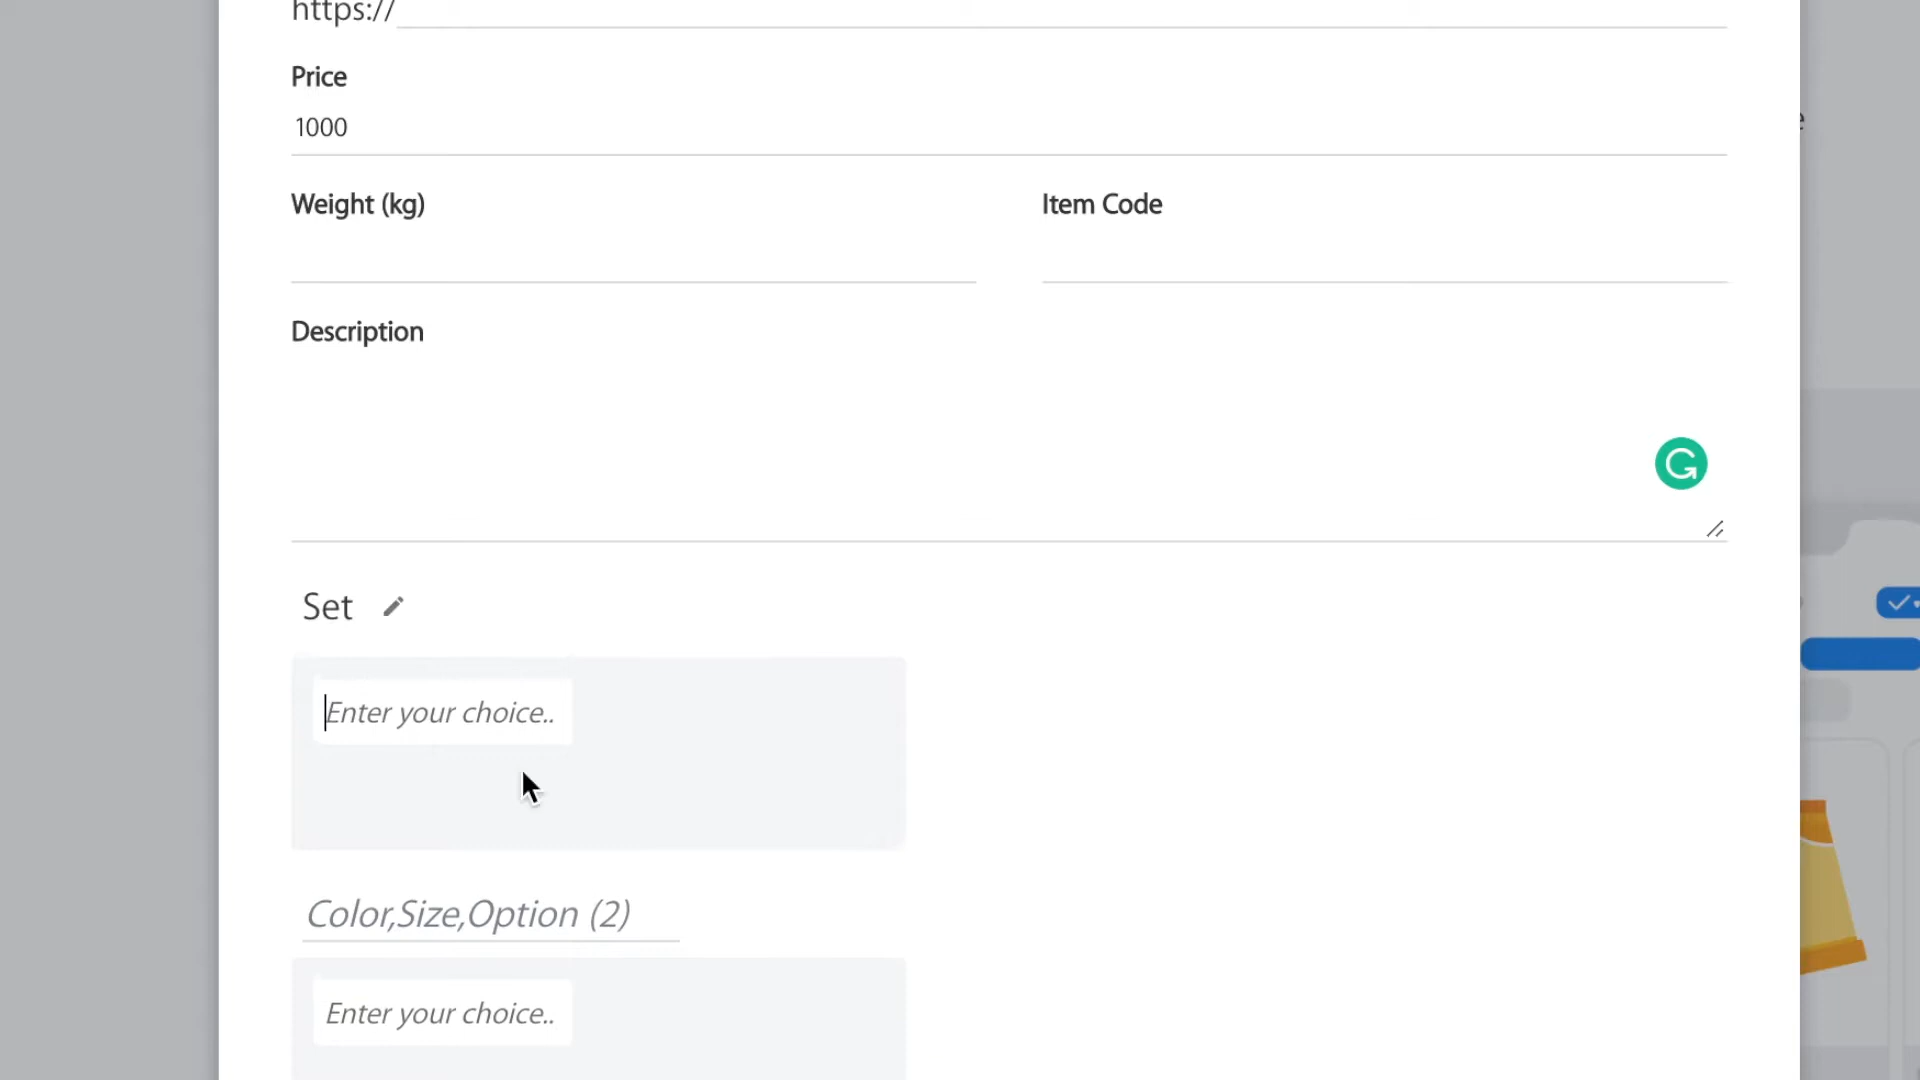 https://
Price
1000
Weight (kg)
Item Code
Description
Set
Enter your choice..
Color,Size,Option (2)
Enter your choice..